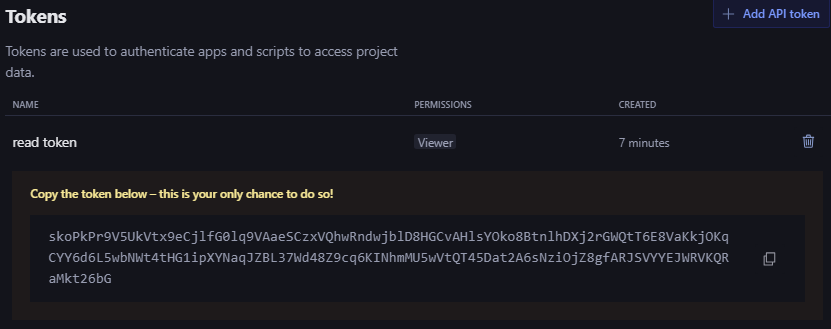 Tokens
+ Add API token
Tokens are used to authenticate apps and scripts to access project
data.
NAME PERMISSIONS CREATED
read token Viewer 7 minutes
Copy the token below – this is your only chance to do so!
skoPkPr9V5UkVtx9eCjlfG0lq9VAaeSCzxVQhwRndwjblD8HGCvAHlsYOko8BtnlhDXj2rGWQtT6E8VaKkjOKq
CYY6d6L5wbNWt4tHG1ipXYNaqJZBL37Wd48Z9cq6KINhmMU5wVtQT45Dat2A6sNziOjZ8gfARJSVYYEJWRVKQR
aMkt26bG